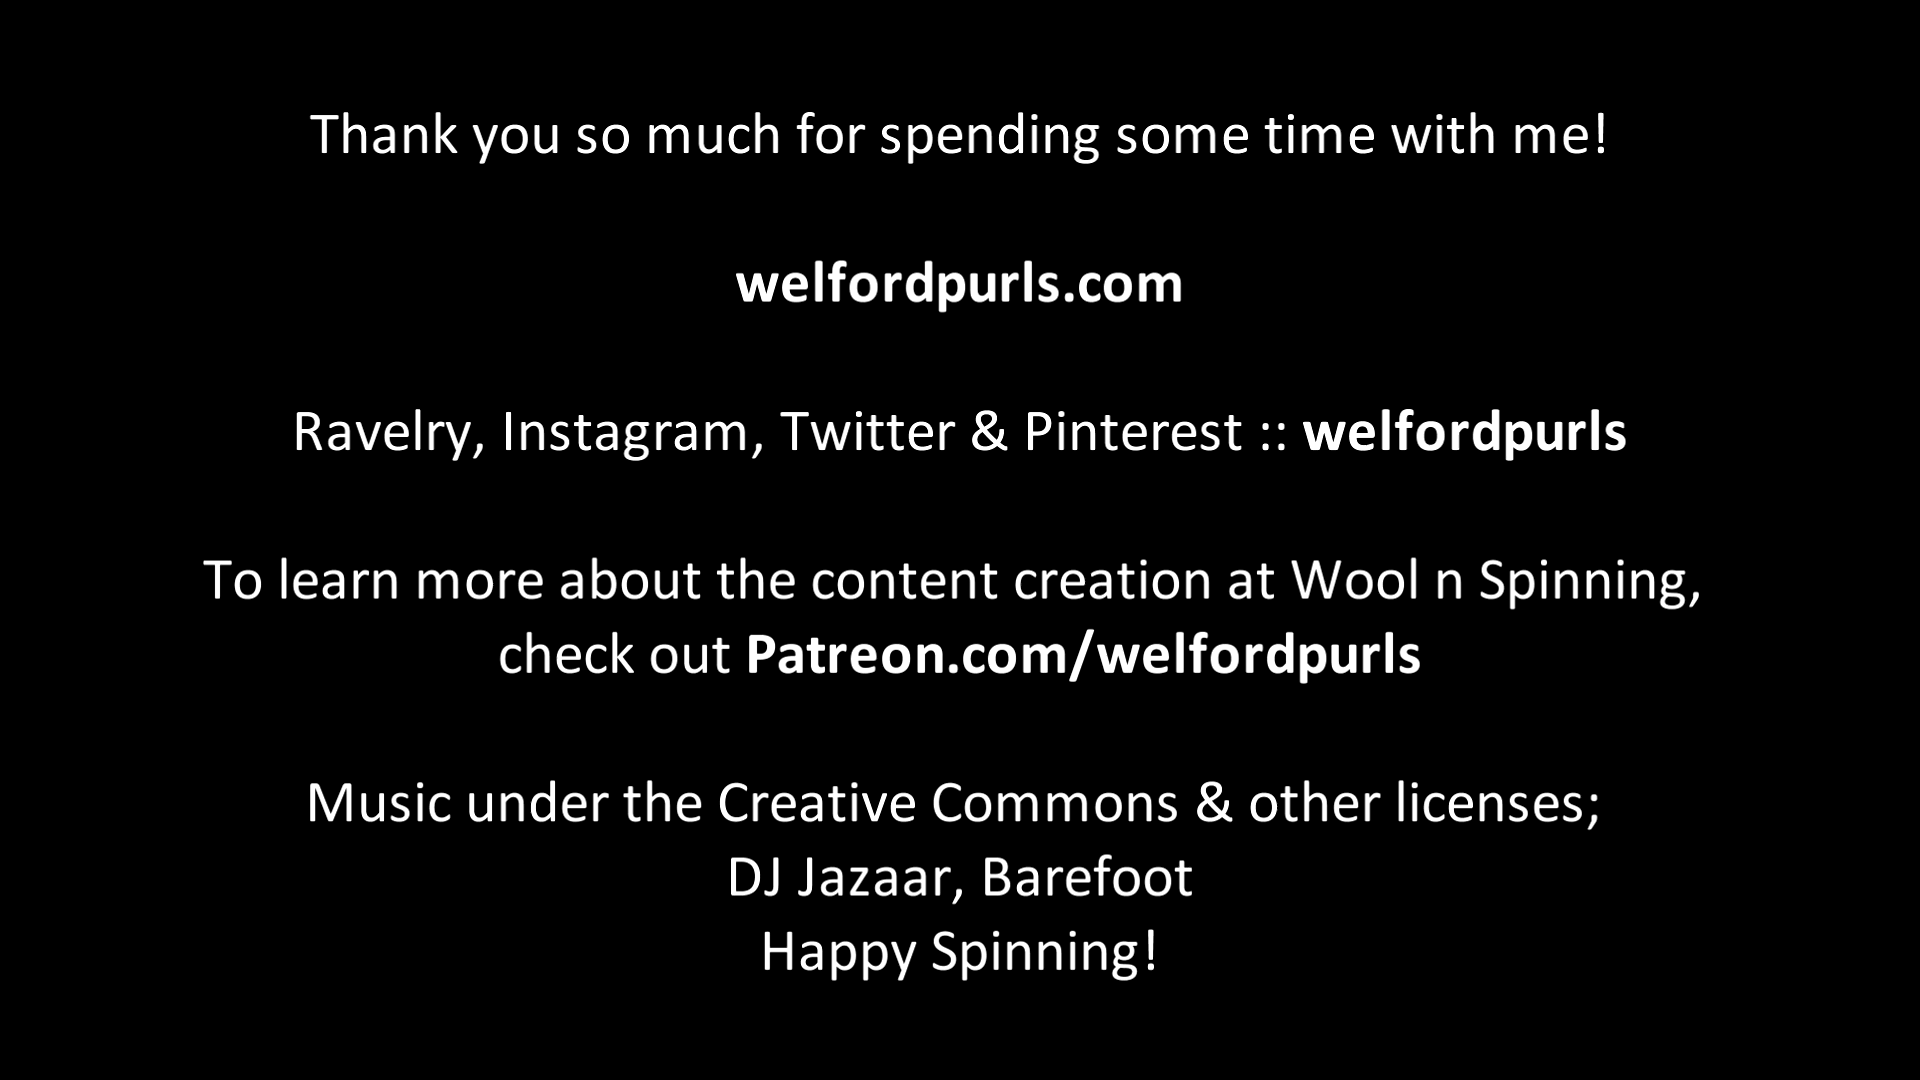 Thank you so much for spending some time with me!
welfordpurls.com
Ravelry, Instagram, Twitter & Pinterest :: welfordpurls
To learn more about the content creation at Wool n Spinning,
check out Patreon.com/welfordpurls
Music under the Creative Commons & other licenses;
DJ Jazaar, Barefoot
Happy Spinning!